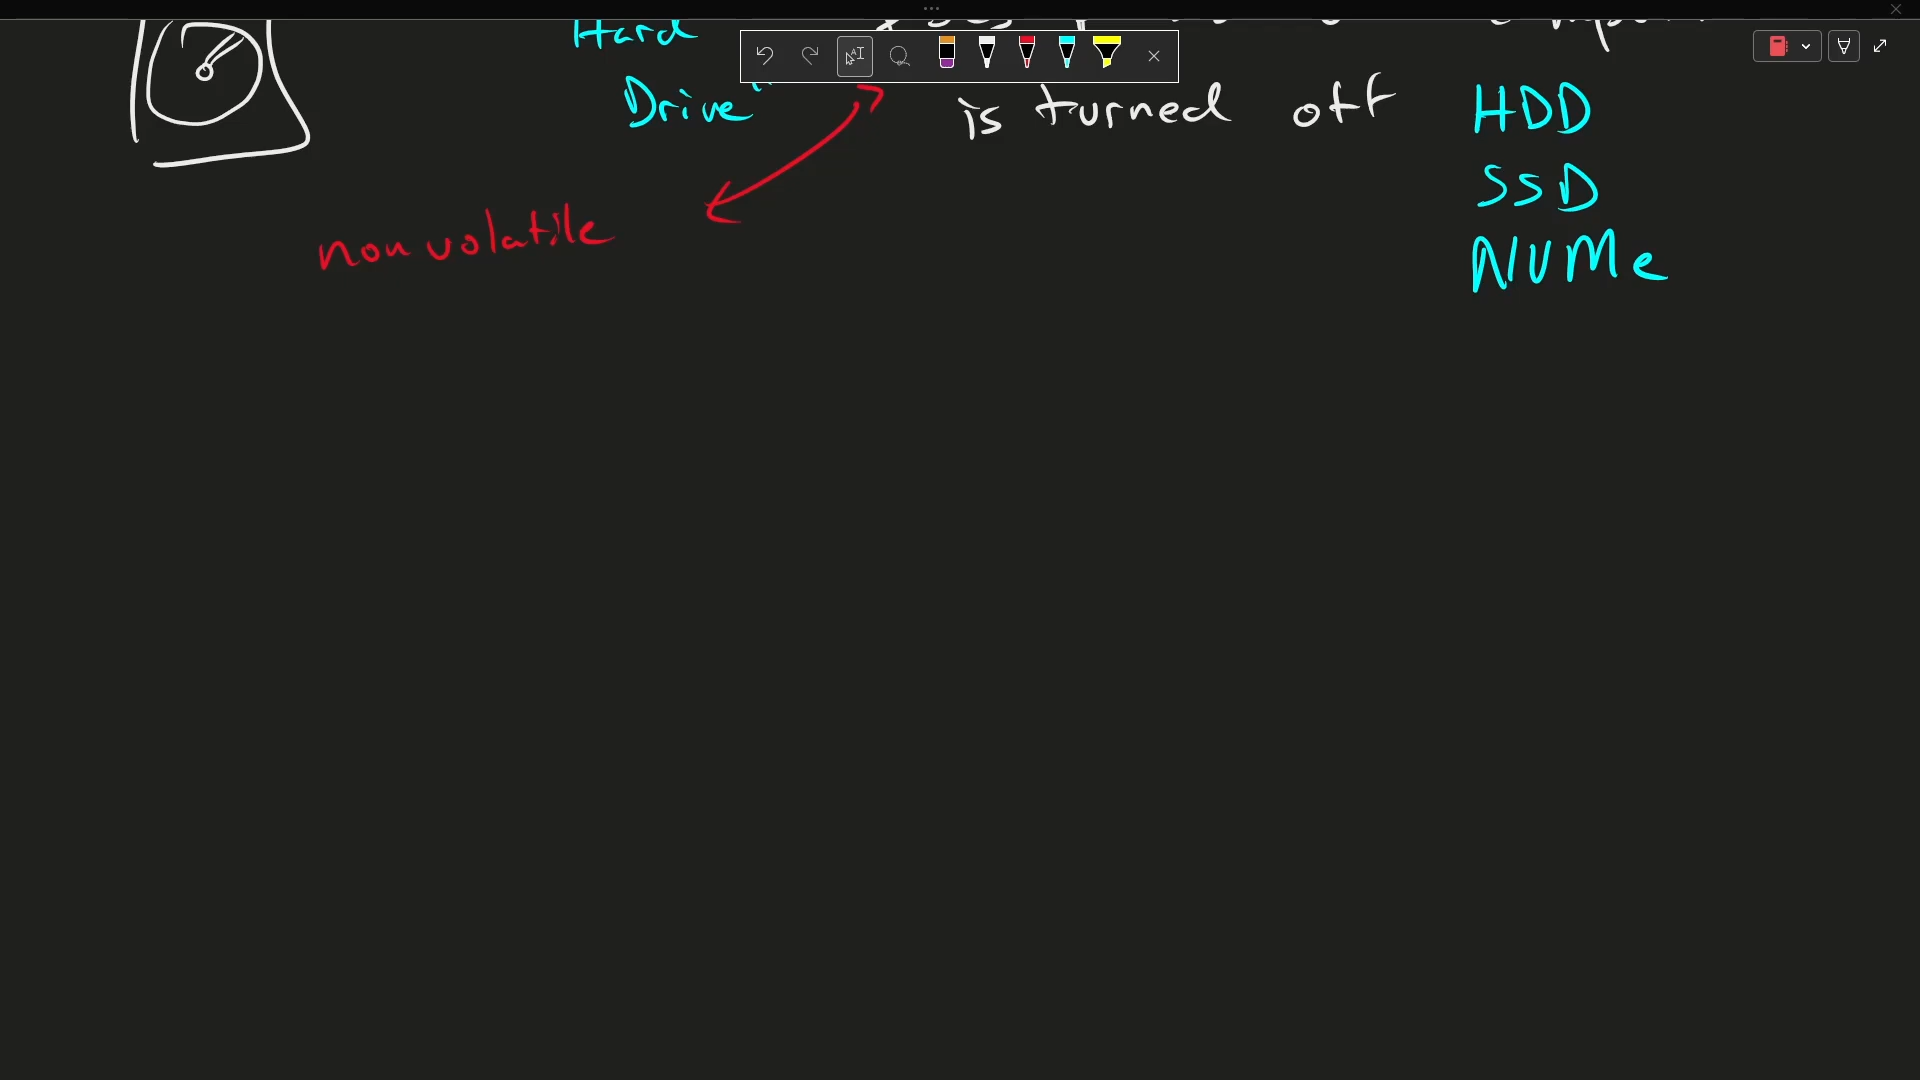 Hard
Drive"
is turned off
HDD
SSD
NVMe
non volatile